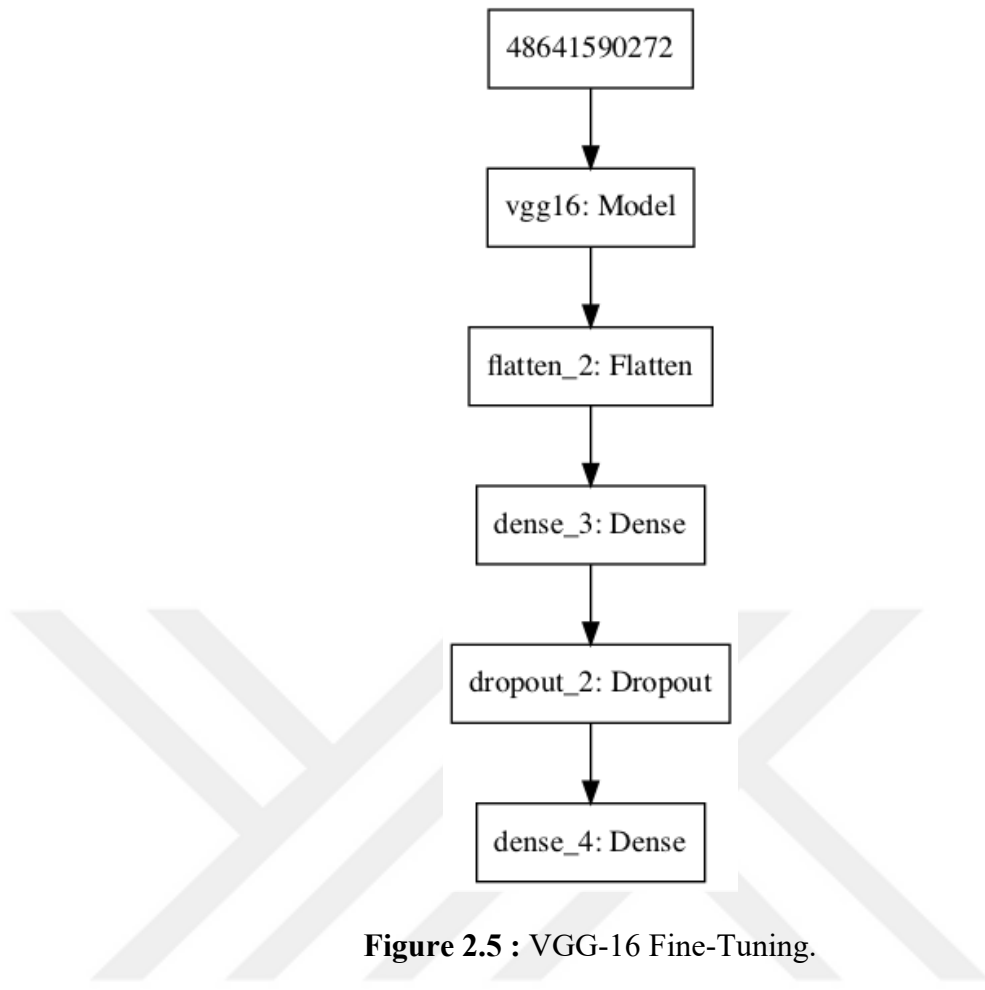 48641590272
vgg16: Model
flatten_2: Flatten
dense_3: Dense
dropout_2: Dropout
dense_4: Dense
Figure 2.5 : VGG-16 Fine-Tuning.